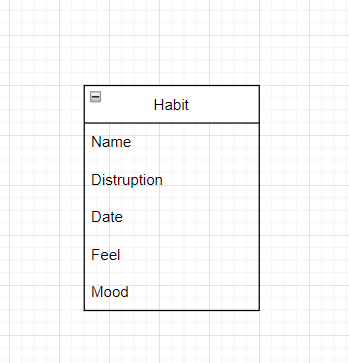 Habit
Name
Distruption
Date
Feel
Mood